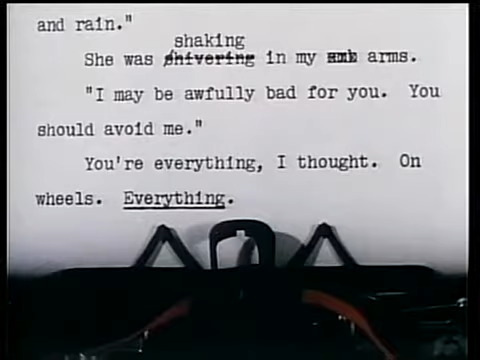 and rain."
shaking
She was shivering in my arms.
"I may be awfully bad for you. You
should avoid me."
You're everything, I thought. On
wheels. Everything.